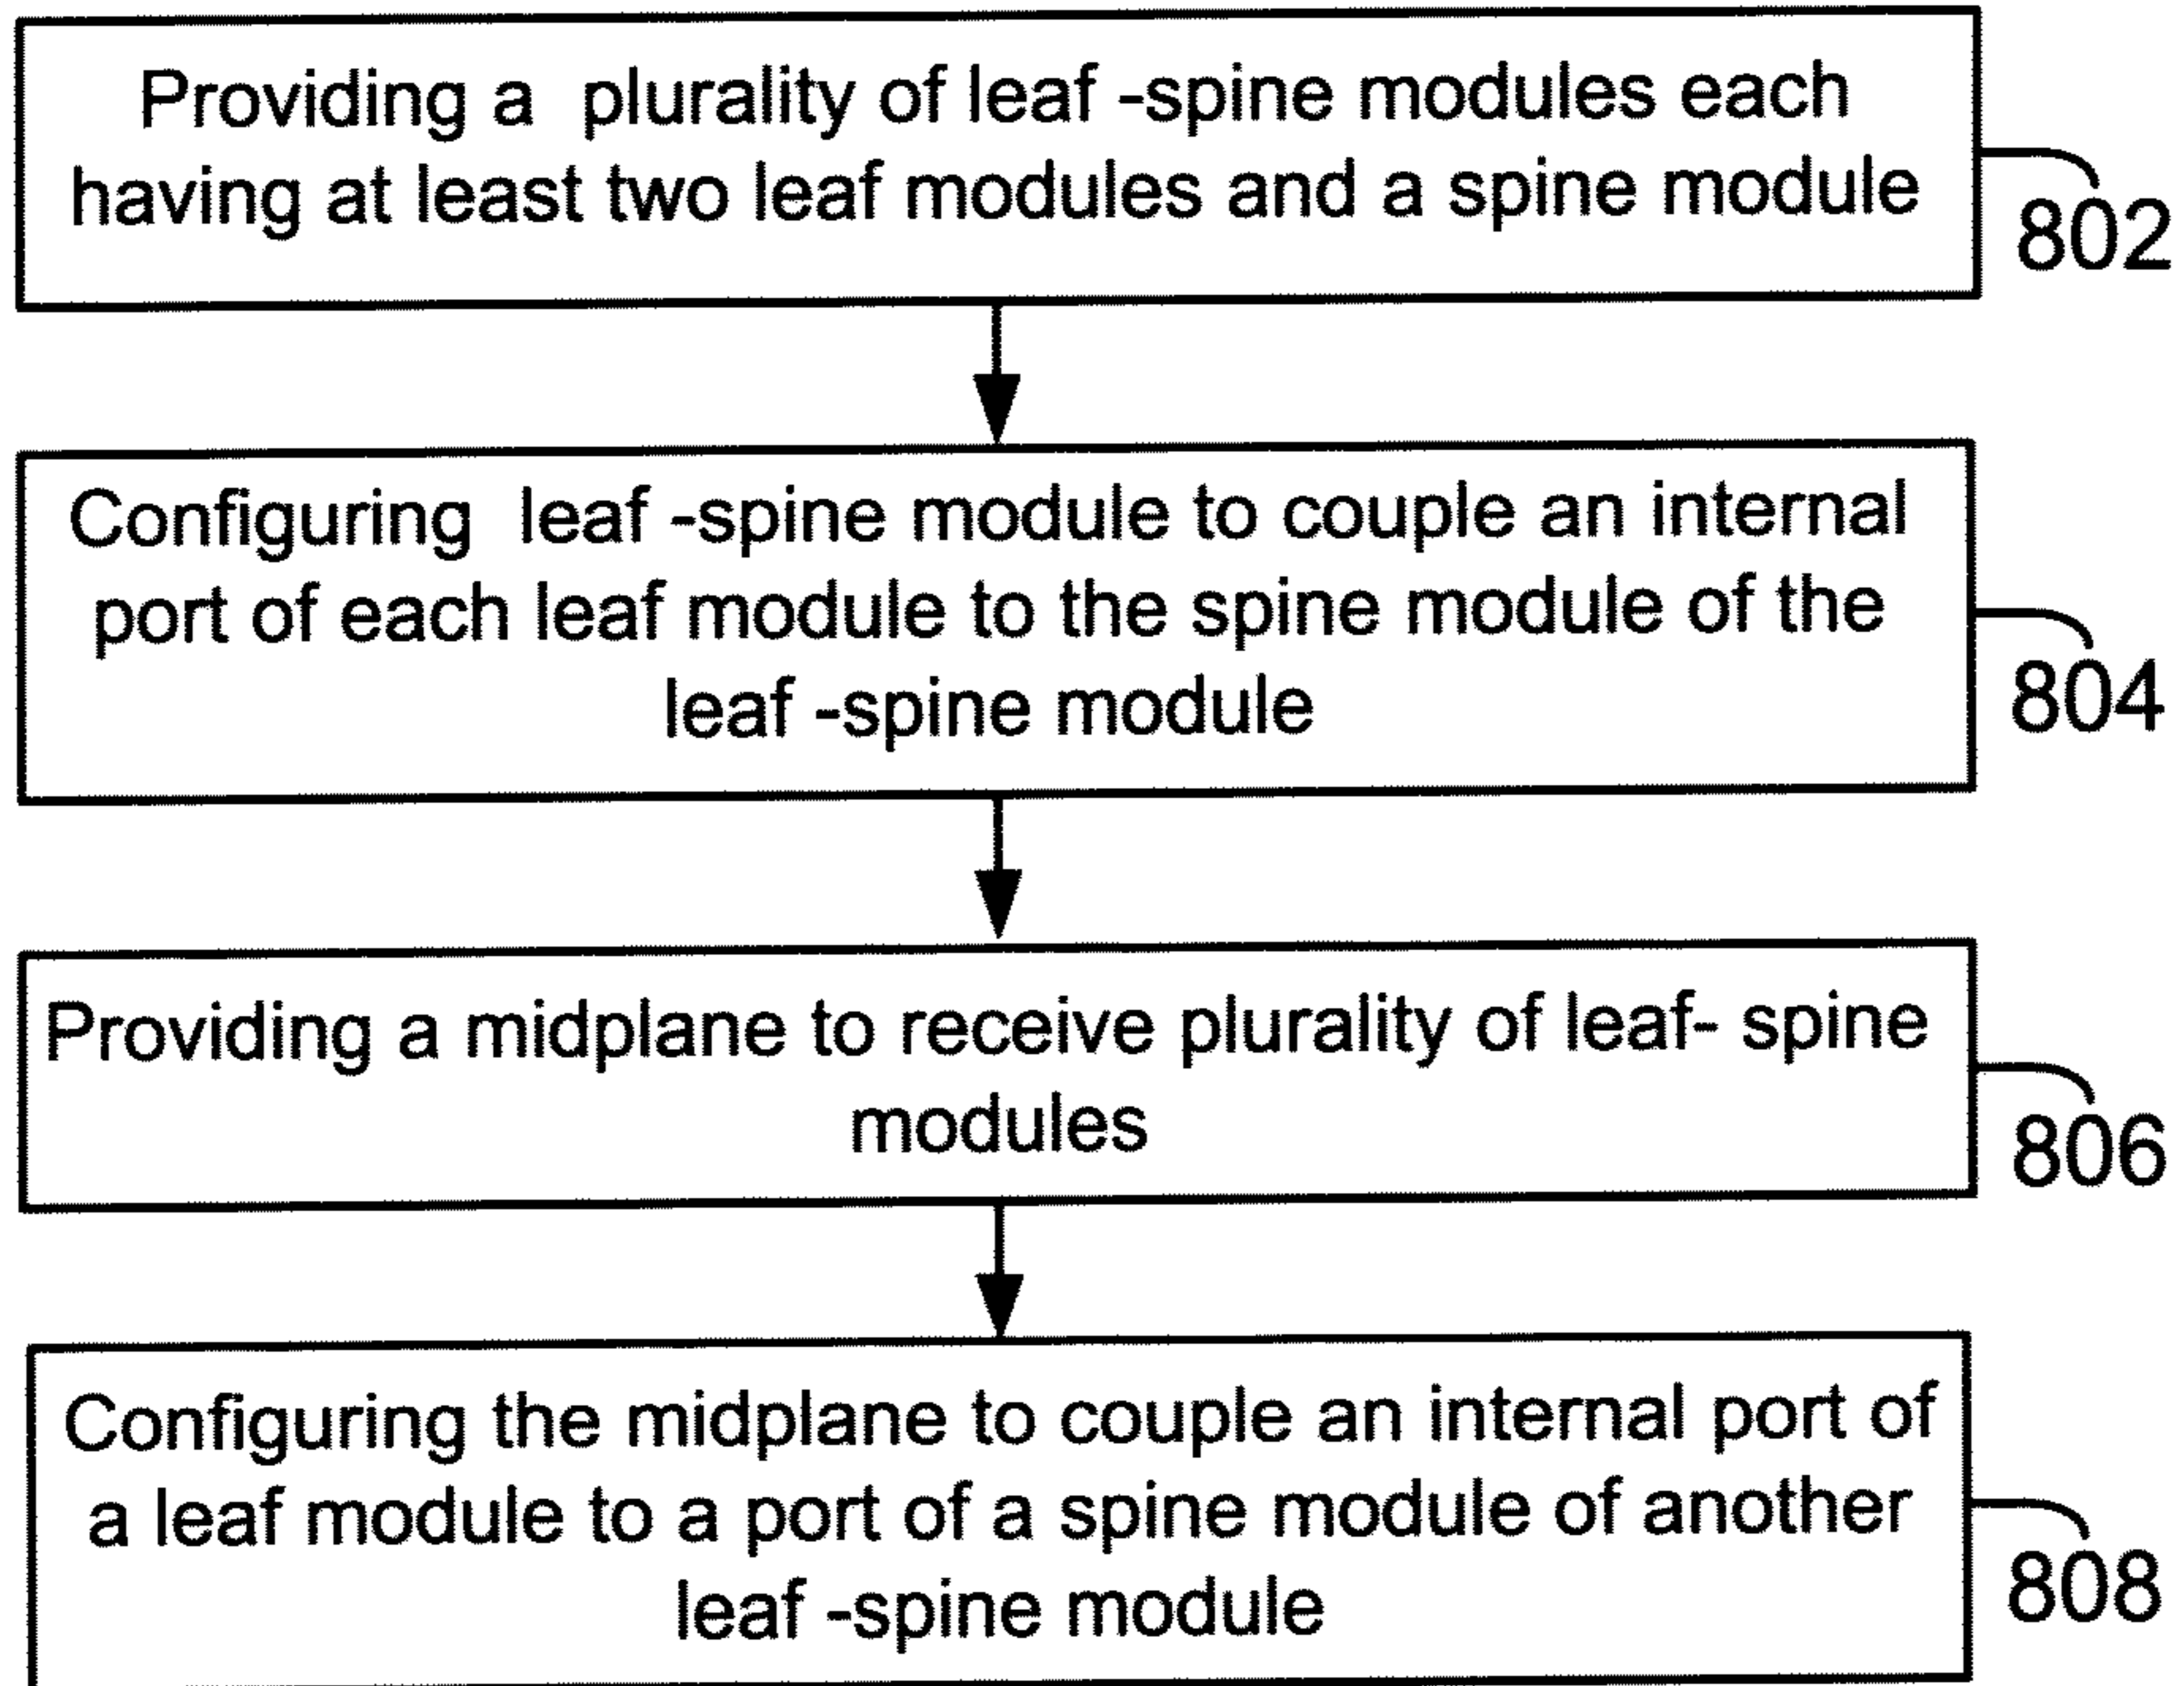 Providing a plurality of leaf -spine modules each
having at least two leaf modules and a spine module
802
Configuring leaf -spine module to couple an internal
port of each leaf module to the spine module of the
leaf -spine module
804
Providing a midplane to receive plurality of leaf- spine
modules
806
Configuring the midplane to couple an internal port of
a leaf module to a port of a spine module of another
leaf -spine module
808